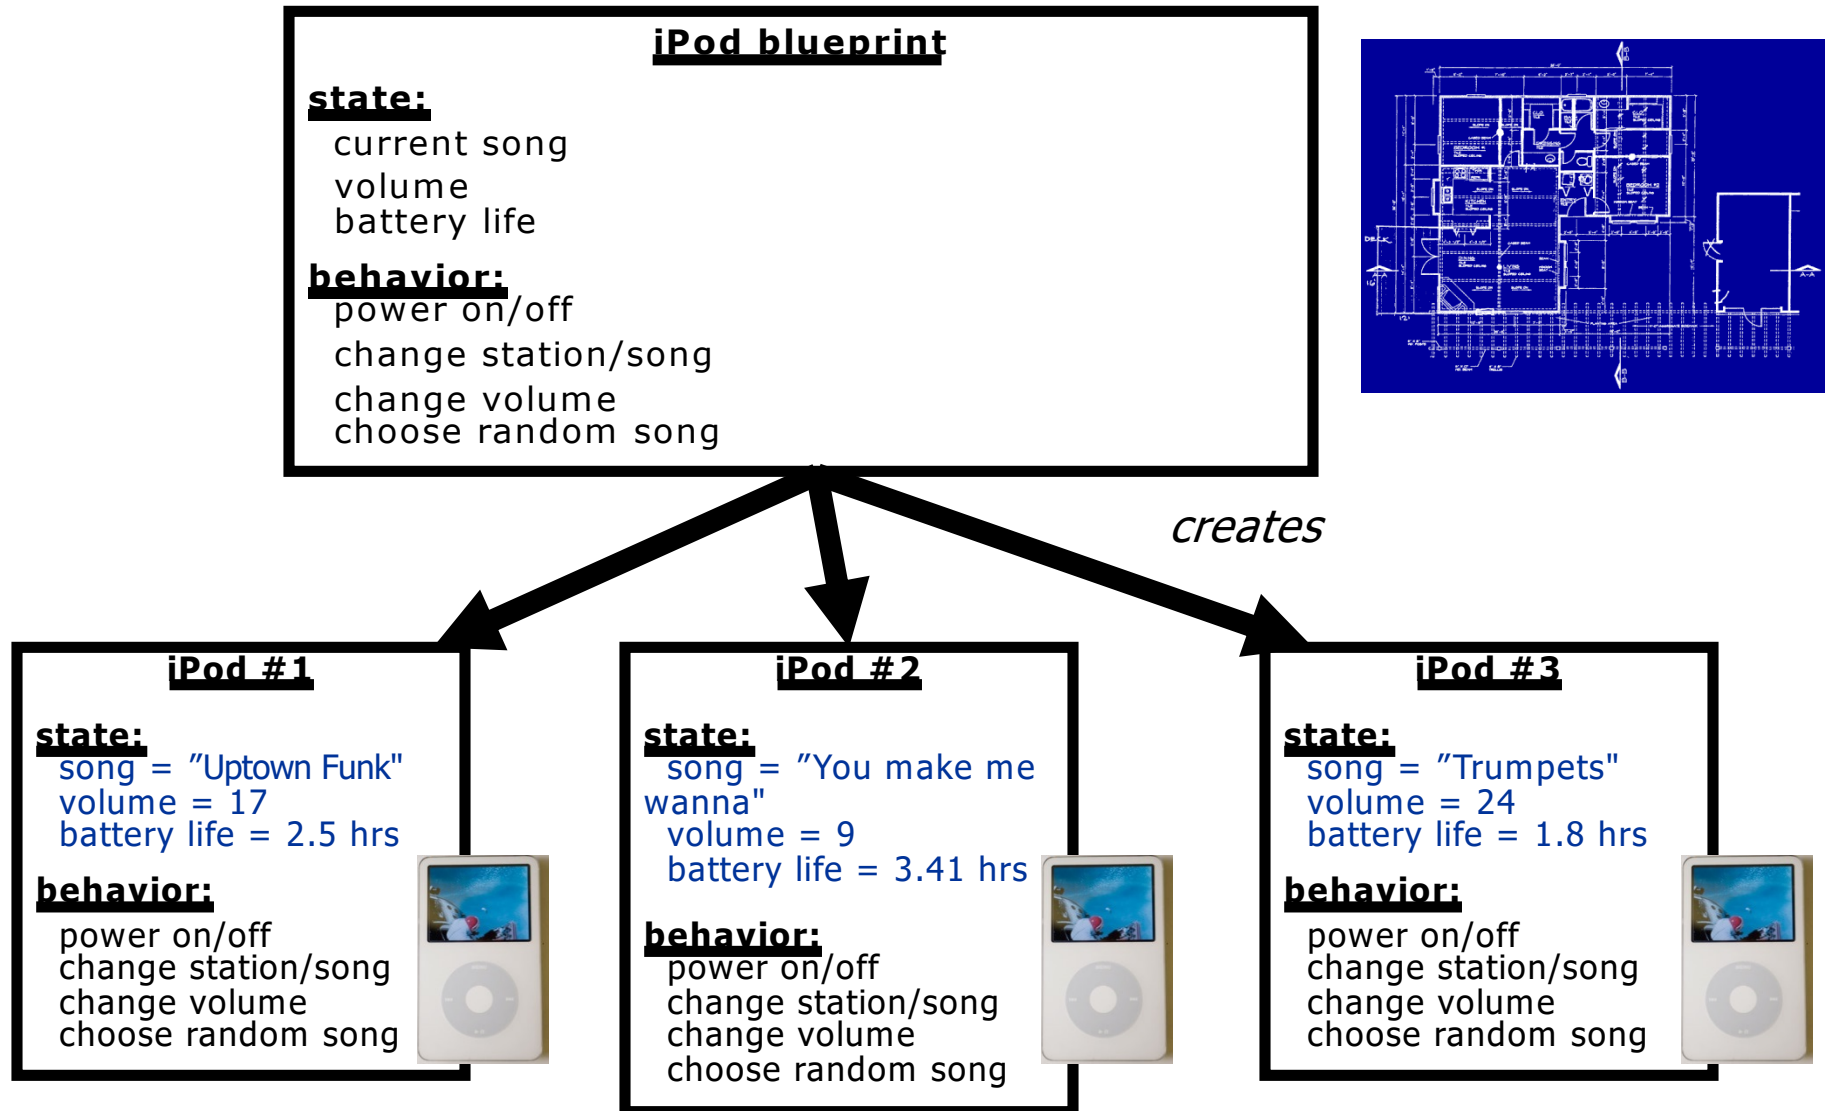 iPod blueprint
state:
current song
volume
battery life
behavior:
power on/off
change station/song
change volume
choose random song
creates
iPod #1
state:
song = ”Uptown Funk"
volume = 17
battery life = 2.5 hrs
behavior:
power on/off
change station/song
change volume
choose random song
iPod #2
state:
song = ”You make me
wanna"
volume = 9
battery life = 3.41 hrs
behavior:
power on/off
change station/song
change volume
choose random song
iPod #3
state:
song = ”Trumpets"
volume = 24
battery life = 1.8 hrs
behavior:
power on/off
change station/song
change volume
choose random song
DECK
A-A
A-A
B-B
B-B